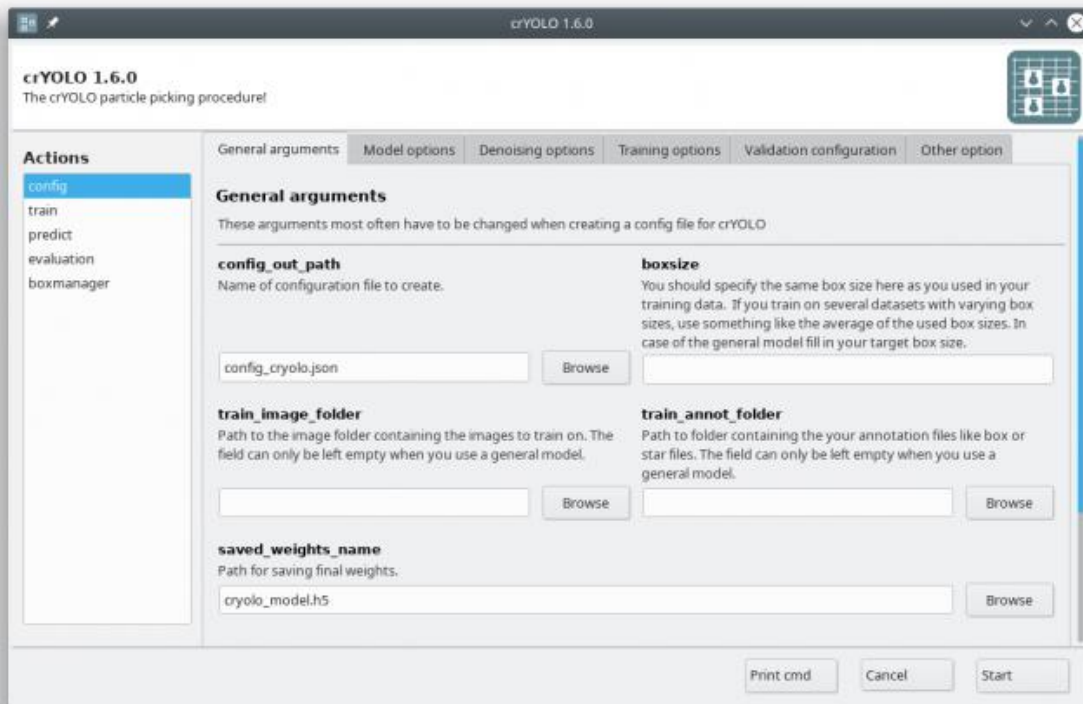 crYOLO 1.6.0
crYOLO 1.6.0
The crYOLO particle picking procedure!
Actions
config
train
predict
evaluation
boxmanager
General arguments
Model options
Denoising options
Training options
Validation configuration
Other option
General arguments
These arguments most often have to be changed when creating a config file for crYOLO
config_out_path
Name of configuration file to create.
config_cryolo.json
Browse
boxsize
You should specify the same box size here as you used in your
training data. If you train on several datasets with varying box
sizes, use something like the average of the used box sizes. In
case of the general model fill in your target box size.
train_image_folder
Path to the image folder containing the images to train on. The
field can only be left empty when you use a general model.
Browse
train_annot_folder
Path to folder containing the your annotation files like box or
star files. The field can only be left empty when you use a
general model.
Browse
saved_weights_name
Path for saving final weights.
cryolo_model.h5
Browse
Print cmd
Cancel
Start